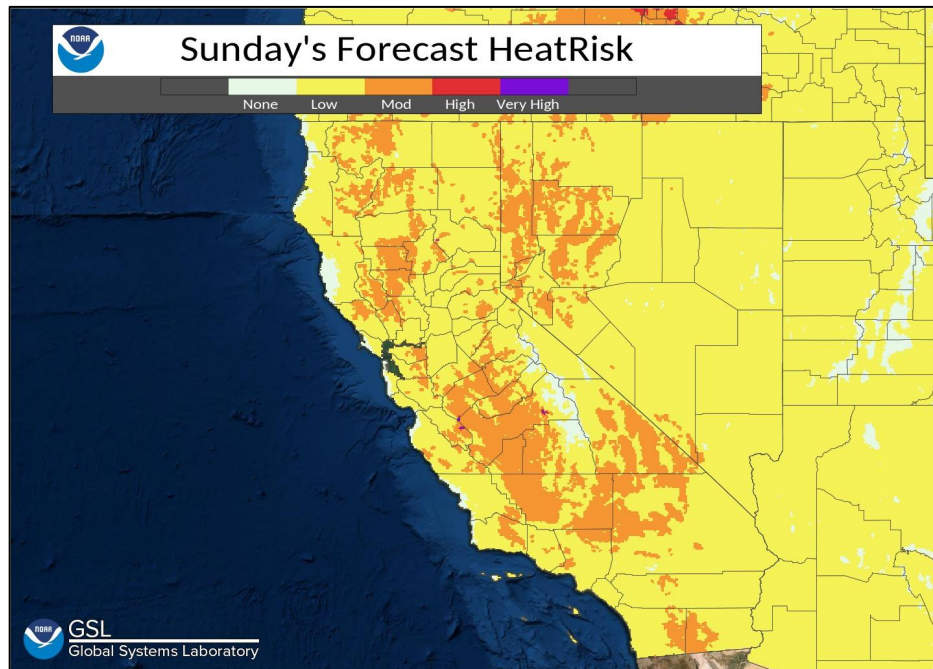 NOAA
Sunday's Forecast HeatRisk
None Low Mod High Very High
NOAA
GSL
Global Systems Laboratory